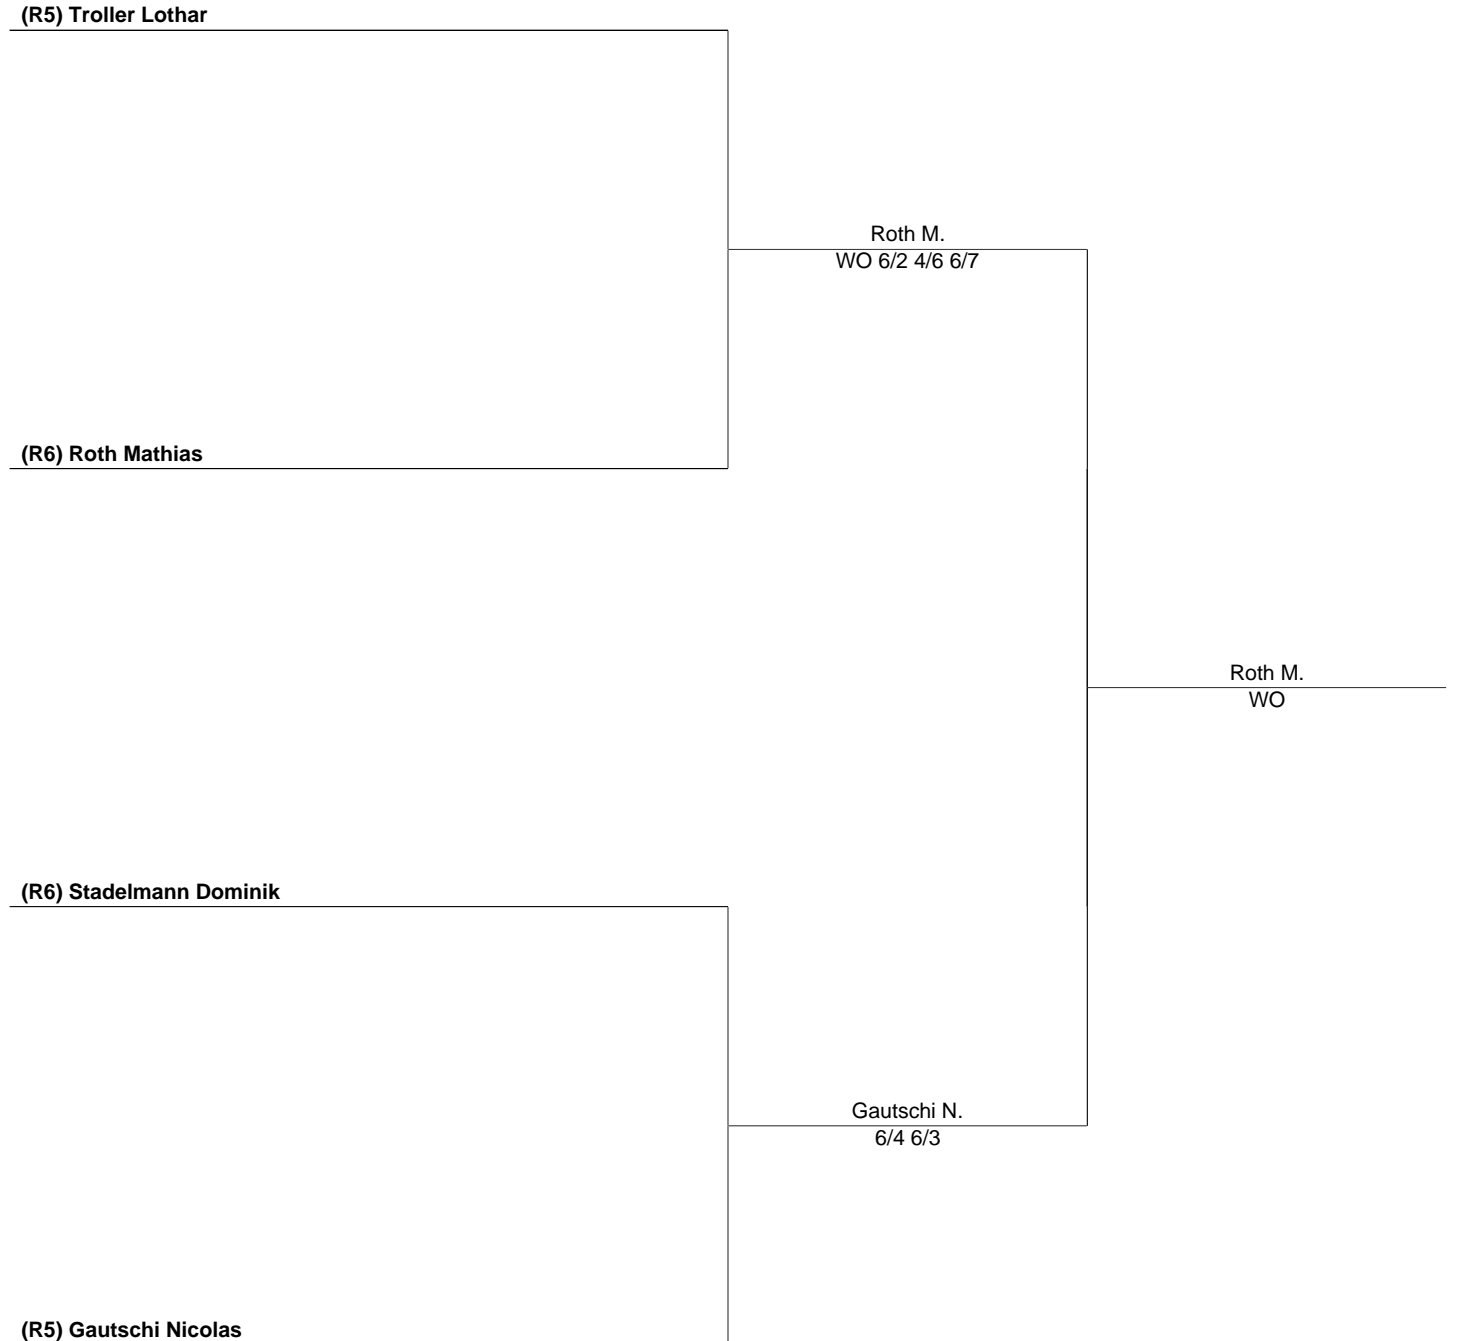 (R5) Troller Lothar
Roth M.
WO 6/2 4/6 6/7
(R6) Roth Mathias
Roth M.
WO
(R6) Stadelmann Dominik
Gautschi N.
6/4 6/3
(R5) Gautschi Nicolas